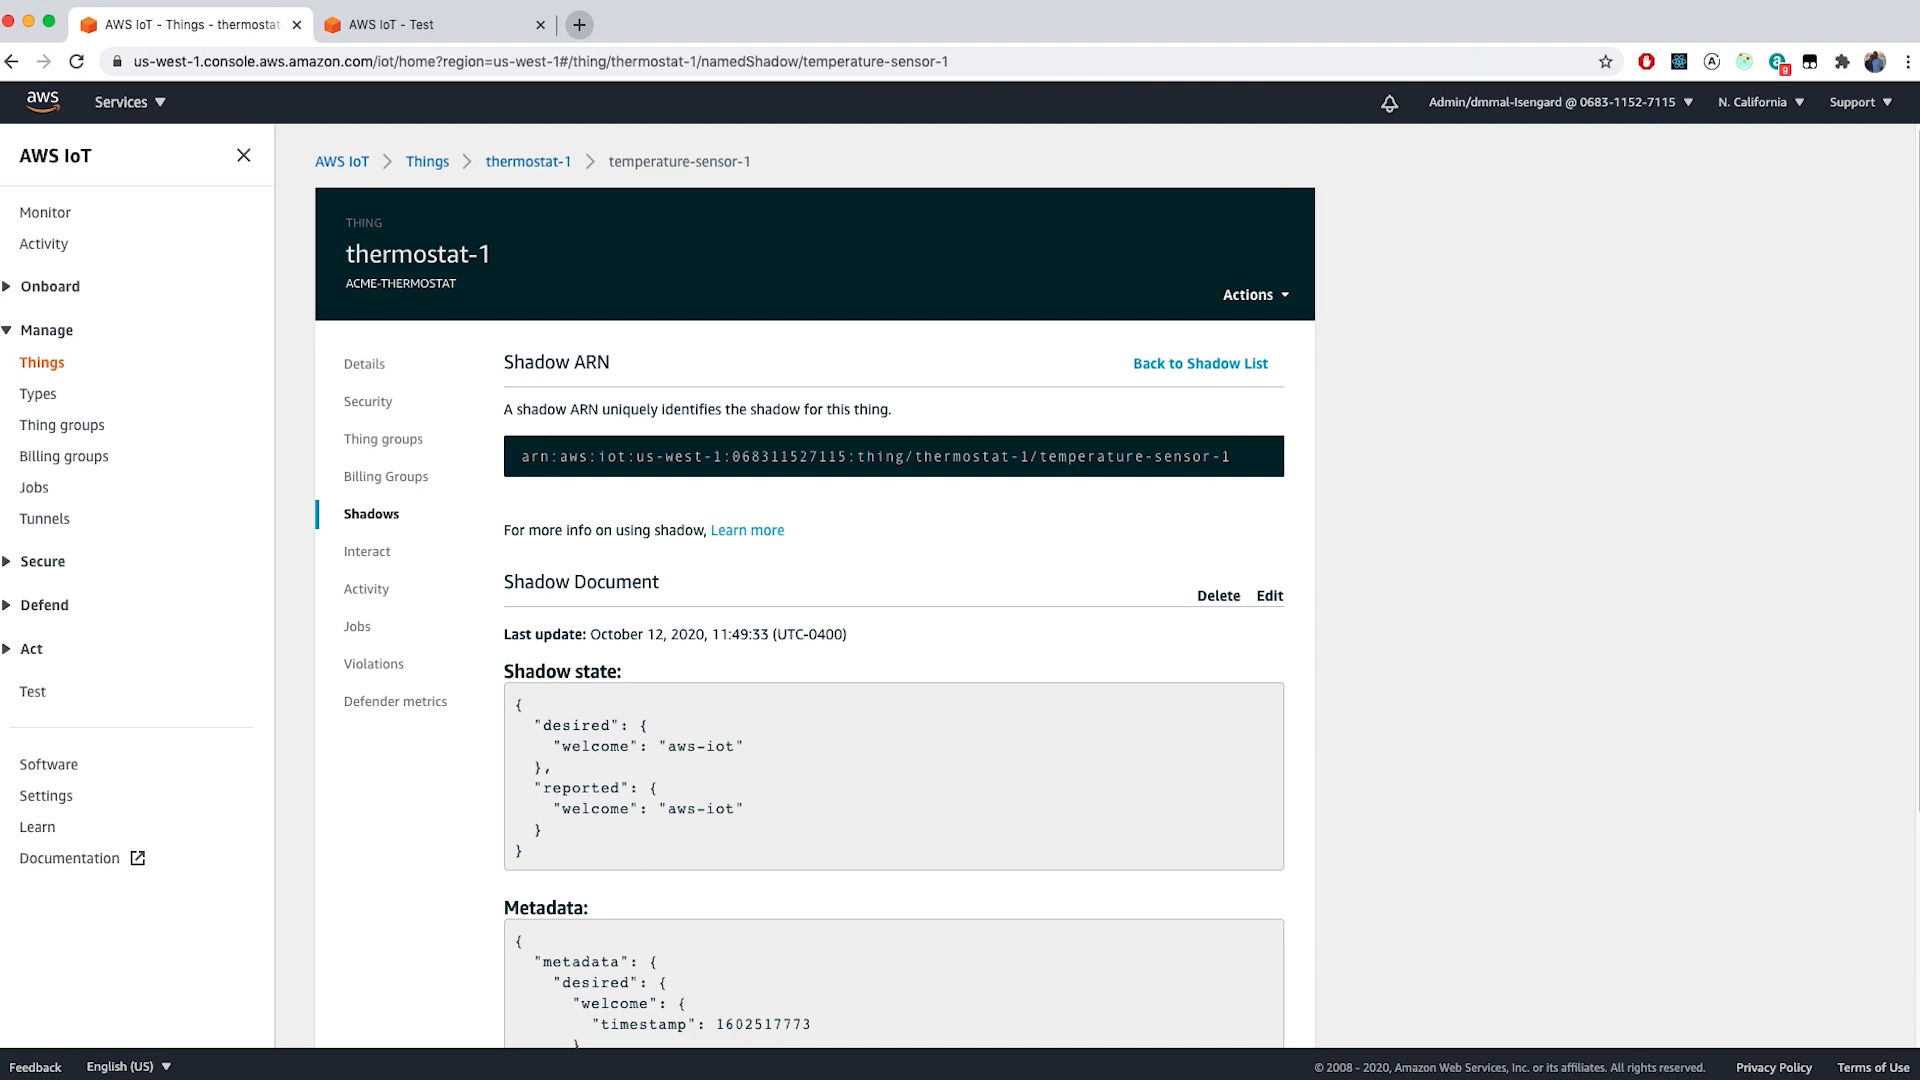 AWS IoT - Things - thermostat
AWS IoT - Test
us-west-1.console.aws.amazon.com/iot/home?region=us-west-1#/thing/thermostat-1/namedShadow/temperature-sensor-1
9
aws
Services
Admin/dmmal-Isengard @ 0683-1152-7115
N. California
Support
AWS IoT
Monitor
Activity
Onboard
Manage
Things
Types
Thing groups
Billing groups
Jobs
Tunnels
Secure
Defend
Act
Test
Software
Settings
Learn
Documentation
AWS IoT
Things
thermostat-1
temperature-sensor-1
THING
thermostat-1
ACME-THERMOSTAT
Actions
Details
Security
Thing groups
Billing Groups
Shadows
Interact
Activity
Jobs
Violations
Defender metrics
Shadow ARN
Back to Shadow List
A shadow ARN uniquely identifies the shadow for this thing.
arn:aws:iot:us-west-1:068311527115:thing/thermostat-1/temperature-sensor-1
For more info on using shadow, Learn more
Shadow Document
Delete Edit
Last update: October 12, 2020, 11:49:33 (UTC-0400)
Shadow state:
{
"desired": {
"welcome": "aws-iot"
},
"reported": {
"welcome": "aws-iot"
}
}
Metadata:
{
"metadata": {
"desired": {
"welcome": {
"timestamp": 1602517773
}
Feedback
English (US)
© 2008 - 2020, Amazon Web Services, Inc. or its affiliates. All rights reserved.
Privacy Policy
Terms of Use